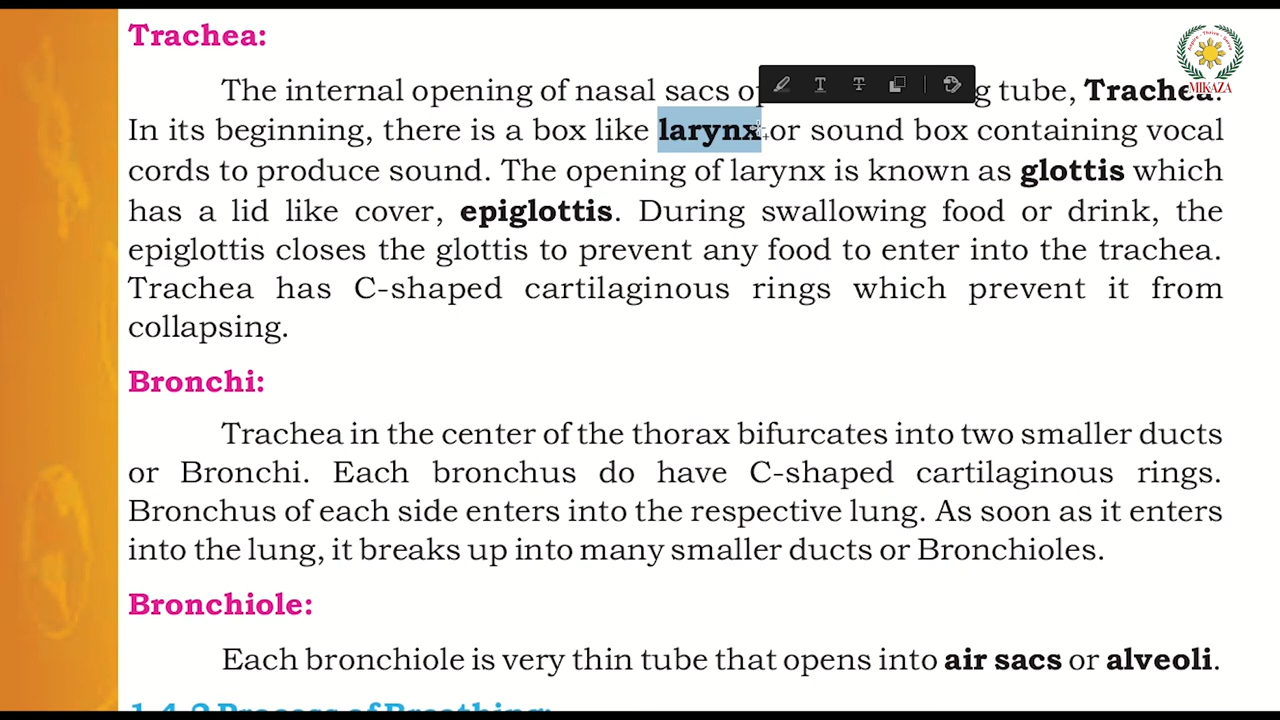 Trachea:
The internal opening of nasal sacs g tube, Trachea.
In its beginning, there is a box like larynx or sound box containing vocal
cords to produce sound. The opening of larynx is known as glottis which
has a lid like cover, epiglottis. During swallowing food or drink, the
epiglottis closes the glottis to prevent any food to enter into the trachea.
Trachea has C-shaped cartilaginous rings which prevent it from
collapsing.
Bronchi:
Trachea in the center of the thorax bifurcates into two smaller ducts
or Bronchi. Each bronchus do have C-shaped cartilaginous rings.
Bronchus of each side enters into the respective lung. As soon as it enters
into the lung, it breaks up into many smaller ducts or Bronchioles.
Bronchiole:
Each bronchiole is very thin tube that opens into air sacs or alveoli.
1.4.2 Process of Breathing:
MIKAZA